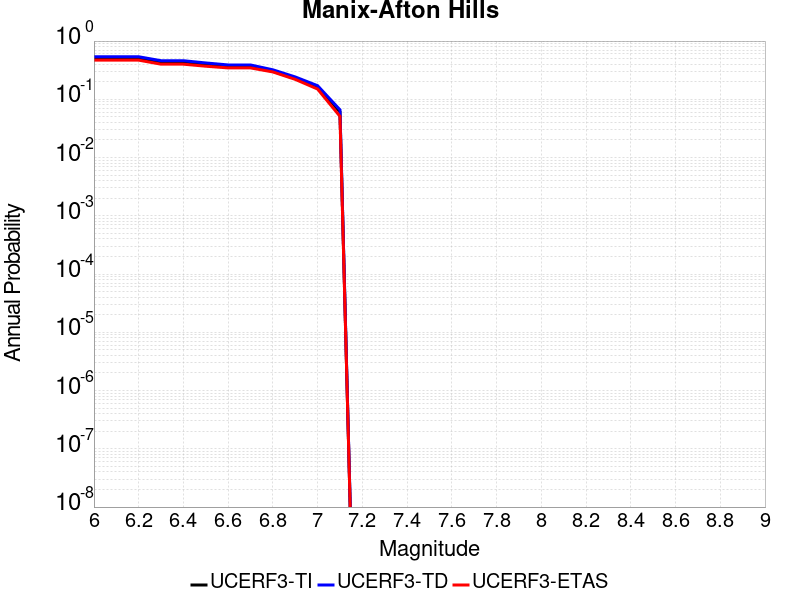 Manix-Afton Hills
10^0
10^-1
10^-2
10^-3
10^-4
10^-5
10^-6
10^-7
10^-8
Annual Probability
6 6.2 6.4 6.6 6.8 7 7.2 7.4 7.6 7.8 8 8.2 8.4 8.6 8.8 9
Magnitude
UCERF3-TI UCERF3-TD UCERF3-ETAS